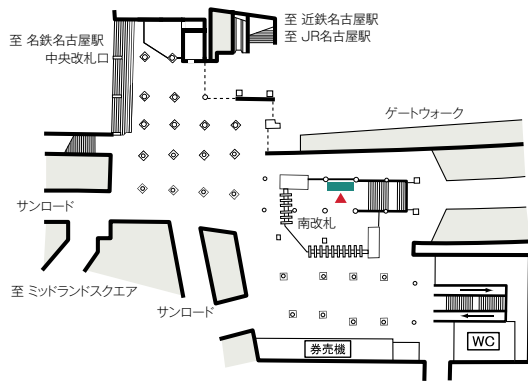 至 近鉄名古屋駅
至 JR名古屋駅
至 名鉄名古屋駅
中央改札口
ゲートウォーク
サンロード
南改札
至 ミッドランドスクエア
サンロード
券売機
WC